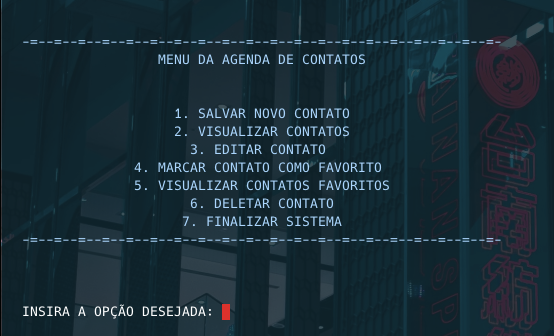 -=--=--=--=--=--=--=--=--=--=--=--=--=--=--=--=--=--=--=--=-
MENU DA AGENDA DE CONTATOS
1. SALVAR NOVO CONTATO
2. VISUALIZAR CONTATOS
3. EDITAR CONTATO
4. MARCAR CONTATO COMO FAVORITO
5. VISUALIZAR CONTATOS FAVORITOS
6. DELETAR CONTATO
7. FINALIZAR SISTEMA
-=--=--=--=--=--=--=--=--=--=--=--=--=--=--=--=--=--=--=--=-
INSIRA A OPÇÃO DESEJADA: